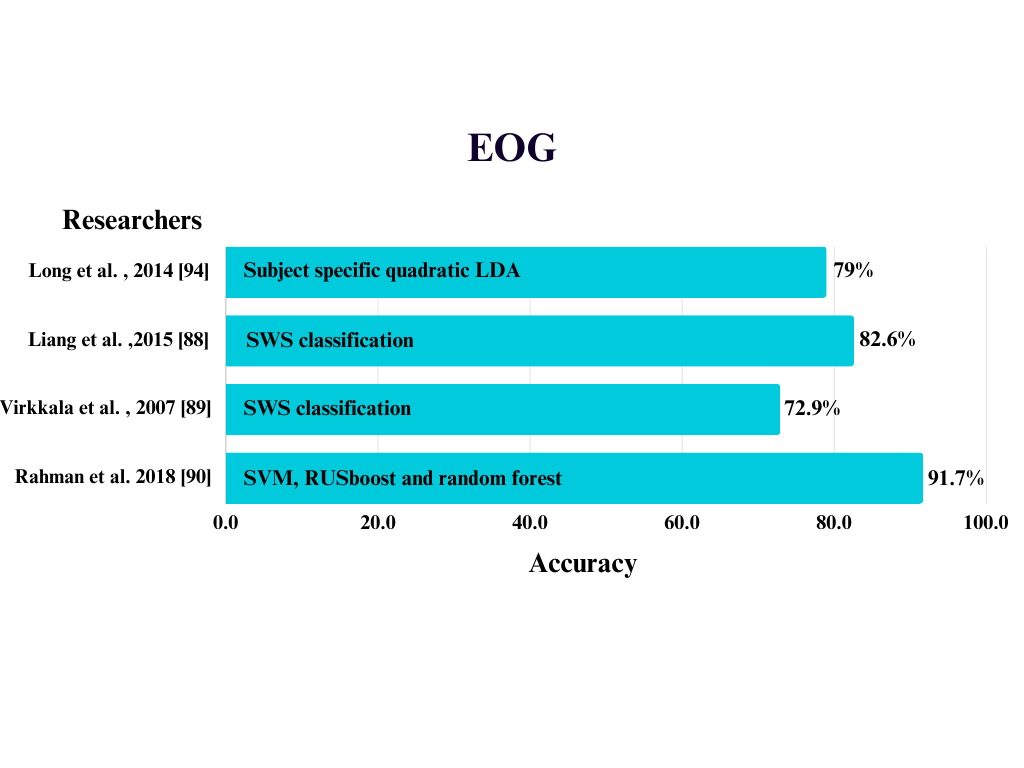 EOG
Researchers
Long et al. , 2014 [94]
Subject specific quadratic LDA
79%
Liang et al. ,2015 [88]
SWS classification
82.6%
Virkkala et al. , 2007 [89]
SWS classification
72.9%
Rahman et al. 2018 [90]
SVM, RUSboost and random forest
91.7%
0.0 20.0 40.0 60.0 80.0 100.0
Accuracy